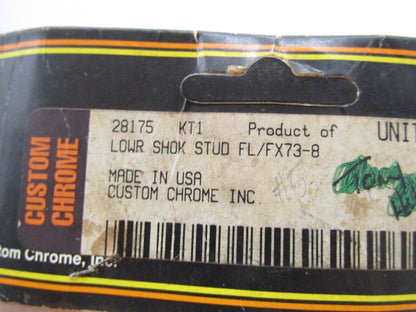 28175 KT1 Product of UNIT
LOWR SHOK STUD FL/FX73-8
MADE IN USA
CUSTOM CHROME INC.
CUSTOM
CHROME
tom Chrome, Inc.